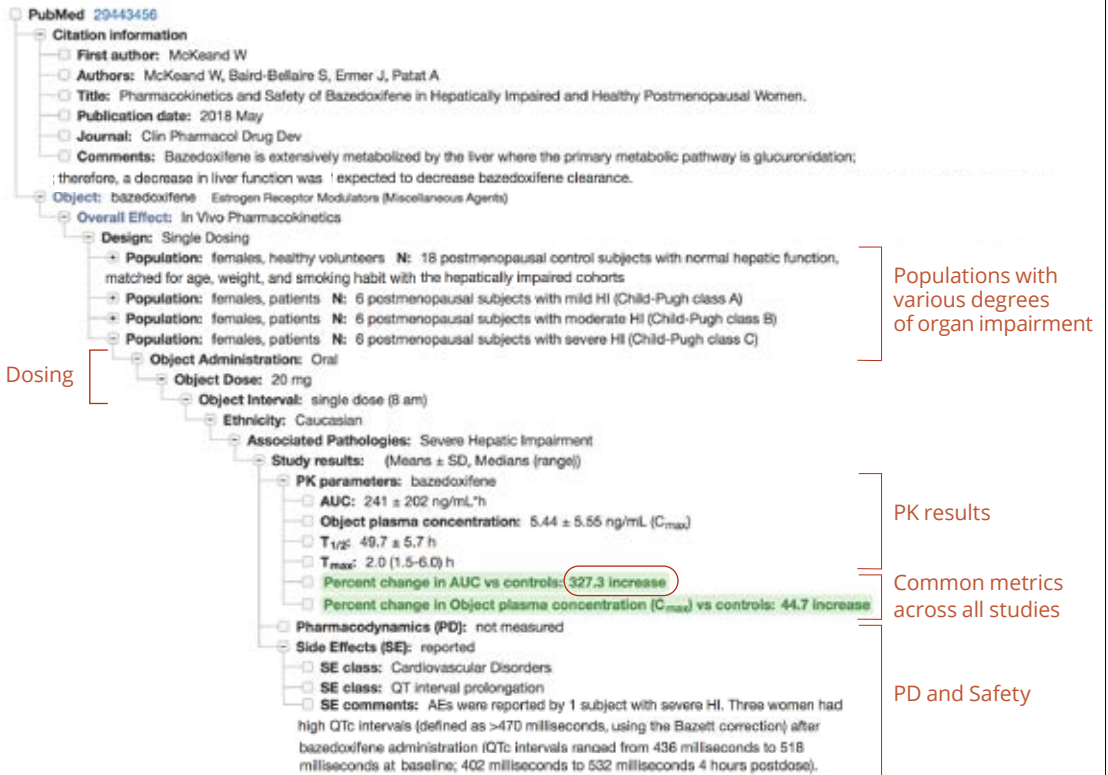 PubMed 29443456
Citation information
First author: McKeand W
Authors: McKeand W, Baird-Bellaire S, Ermer J, Patat A
Title: Pharmacokinetics and Safety of Bazedoxifene in Hepatically Impaired and Healthy Postmenopausal Women.
Publication date: 2018 May
Journal: Clin Pharmacol Drug Dev
Comments: Bazedoxifene is extensively metabolized by the liver where the primary metabolic pathway is glucuronidation;
; therefore, a decrease in liver function was expected to decrease bazedoxifene clearance.
Object: bazedoxifene Estrogen Receptor Modulators (Miscellaneous Agents)
Overall Effect: In Vivo Pharmacokinetics
Design: Single Dosing
Population: females, healthy volunteers N: 18 postmenopausal control subjects with normal hepatic function,
matched for age, weight, and smoking habit with the hepatically impaired cohorts
Population: females, patients N: 6 postmenopausal subjects with mild HI (Child-Pugh class A)
Population: females, patients N: 6 postmenopausal subjects with moderate HI (Child-Pugh class B)
Population: females, patients N: 6 postmenopausal subjects with severe HI (Child-Pugh class C)
Populations with
various degrees
of organ impairment
Dosing
Object Administration: Oral
Object Dose: 20 mg
Object Interval: single dose (8 am)
Ethnicity: Caucasian
Associated Pathologies: Severe Hepatic Impairment
Study results: (Means ± SD, Medians (range))
PK parameters: bazedoxifene
AUC: 241 ± 202 ng/mL*h
Object plasma concentration: 5.44 ± 5.55 ng/mL (Cmax)
T1/2: 49.7 ± 5.7 h
Tmax: 2.0 (1.5-6.0) h
PK results
Percent change in AUC vs controls: 327.3 increase
Percent change in Object plasma concentration (Cmax) vs controls: 44.7 increase
Common metrics
across all studies
Pharmacodynamics (PD): not measured
Side Effects (SE): reported
SE class: Cardiovascular Disorders
SE class: QT interval prolongation
SE comments: AEs were reported by 1 subject with severe HI. Three women had
high QTc intervals (defined as >470 milliseconds, using the Bazett correction) after
bazedoxifene administration (QTc intervals ranged from 436 milliseconds to 518
milliseconds at baseline; 402 milliseconds to 532 milliseconds 4 hours postdose).
PD and Safety